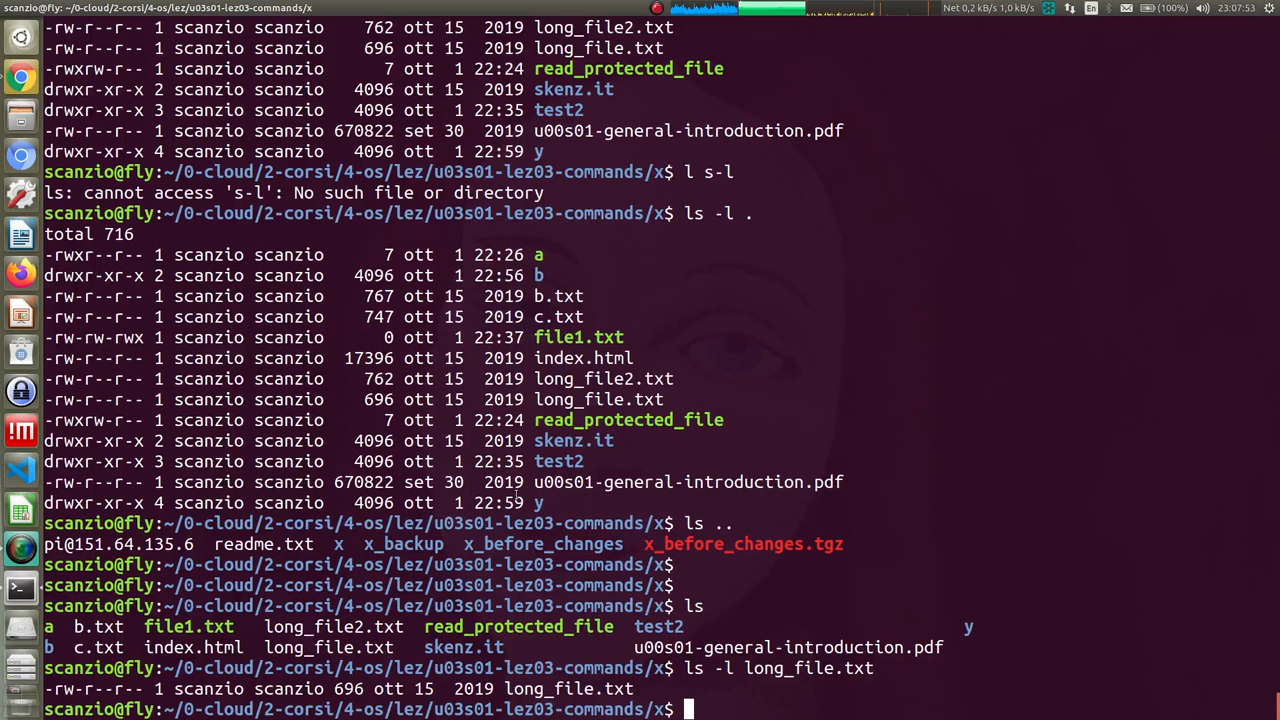 scanzio@fly: ~/0-cloud/2-corsi/4-os/lez/u03s01-lez03-commands/x
Net 0,2 kB/s 1,0 kB/s En (100%) 23:07:53
-rw-r--r-- 1 scanzio scanzio    762 ott 15  2019 long_file2.txt
-rw-r--r-- 1 scanzio scanzio    696 ott 15  2019 long_file.txt
-rwxrw-r-- 1 scanzio scanzio      7 ott  1 22:24 read_protected_file
drwxr-xr-x 2 scanzio scanzio   4096 ott 15  2019 skenz.it
drwxr-xr-x 3 scanzio scanzio   4096 ott  1 22:35 test2
-rw-r--r-- 1 scanzio scanzio 670822 set 30  2019 u00s01-general-introduction.pdf
drwxr-xr-x 4 scanzio scanzio   4096 ott  1 22:59 y
scanzio@fly:~/0-cloud/2-corsi/4-os/lez/u03s01-lez03-commands/x$ l s-l
ls: cannot access 's-l': No such file or directory
scanzio@fly:~/0-cloud/2-corsi/4-os/lez/u03s01-lez03-commands/x$ ls -l .
total 716
-rwxr--r-- 1 scanzio scanzio      7 ott  1 22:26 a
drwxr-xr-x 2 scanzio scanzio   4096 ott  1 22:56 b
-rw-r--r-- 1 scanzio scanzio    767 ott 15  2019 b.txt
-rw-r--r-- 1 scanzio scanzio    747 ott 15  2019 c.txt
-rw-rw-rwx 1 scanzio scanzio      0 ott  1 22:37 file1.txt
-rw-r--r-- 1 scanzio scanzio  17396 ott 15  2019 index.html
-rw-r--r-- 1 scanzio scanzio    762 ott 15  2019 long_file2.txt
-rw-r--r-- 1 scanzio scanzio    696 ott 15  2019 long_file.txt
-rwxrw-r-- 1 scanzio scanzio      7 ott  1 22:24 read_protected_file
drwxr-xr-x 2 scanzio scanzio   4096 ott 15  2019 skenz.it
drwxr-xr-x 3 scanzio scanzio   4096 ott  1 22:35 test2
-rw-r--r-- 1 scanzio scanzio 670822 set 30  2019 u00s01-general-introduction.pdf
drwxr-xr-x 4 scanzio scanzio   4096 ott  1 22:59 y
scanzio@fly:~/0-cloud/2-corsi/4-os/lez/u03s01-lez03-commands/x$ ls ..
pi@151.64.135.6  readme.txt  x  x_backup  x_before_changes  x_before_changes.tgz
scanzio@fly:~/0-cloud/2-corsi/4-os/lez/u03s01-lez03-commands/x$
scanzio@fly:~/0-cloud/2-corsi/4-os/lez/u03s01-lez03-commands/x$
scanzio@fly:~/0-cloud/2-corsi/4-os/lez/u03s01-lez03-commands/x$ ls
a  b.txt  file1.txt   long_file2.txt  read_protected_file  test2                            y
b  c.txt  index.html  long_file.txt   skenz.it             u00s01-general-introduction.pdf
scanzio@fly:~/0-cloud/2-corsi/4-os/lez/u03s01-lez03-commands/x$ ls -l long_file.txt
-rw-r--r-- 1 scanzio scanzio 696 ott 15  2019 long_file.txt
scanzio@fly:~/0-cloud/2-corsi/4-os/lez/u03s01-lez03-commands/x$